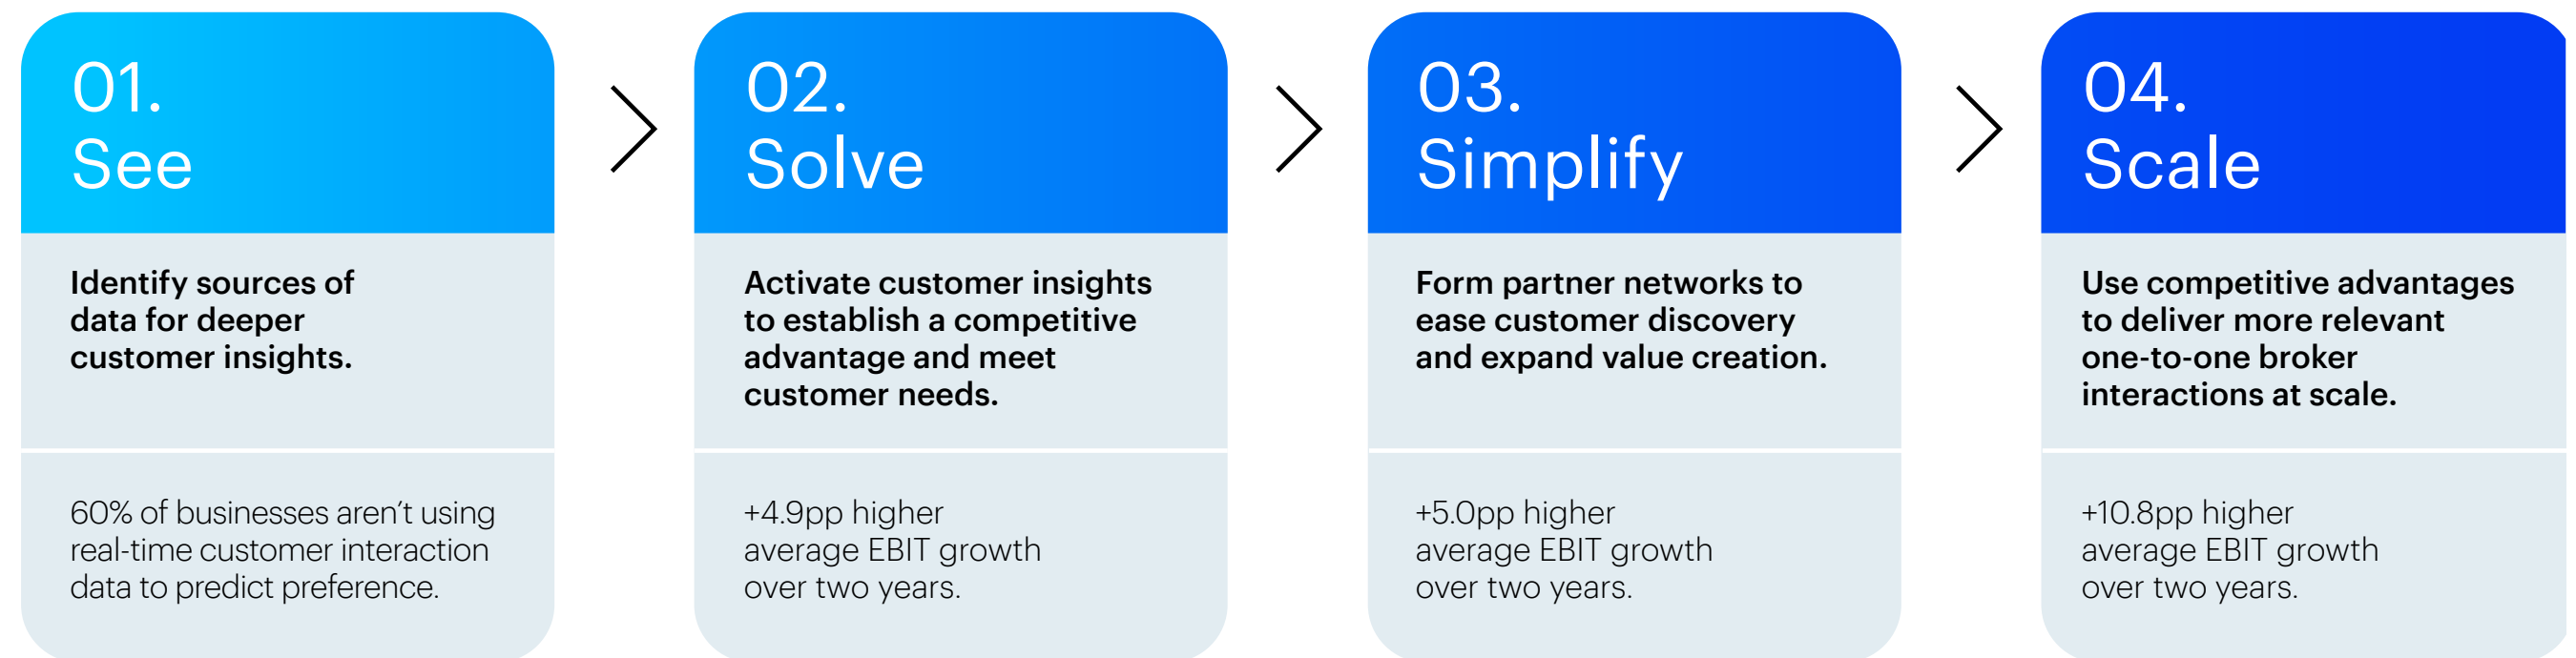 01.
See
Identify sources of
data for deeper
customer insights.
60% of businesses aren’t using
real-time customer interaction
data to predict preference.
02.
Solve
Activate customer insights
to establish a competitive
advantage and meet
customer needs.
+4.9pp higher
average EBIT growth
over two years.
03.
Simplify
Form partner networks to
ease customer discovery
and expand value creation.
+5.0pp higher
average EBIT growth
over two years.
04.
Scale
Use competitive advantages
to deliver more relevant
one-to-one broker
interactions at scale.
+10.8pp higher
average EBIT growth
over two years.